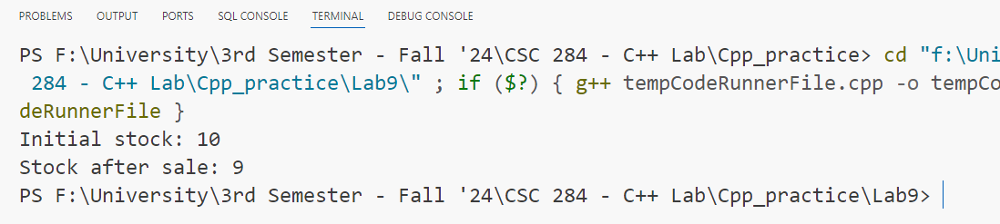 PROBLEMS OUTPUT PORTS SQL CONSOLE TERMINAL DEBUG CONSOLE
PS F:\University\3rd Semester - Fall '24\CSC 284 - C++ Lab\Cpp_practice> cd "f:\Uni
284 - C++ Lab\Cpp_practice\Lab9\" ; if ($?) { g++ tempCodeRunnerFile.cpp -o tempCo
deRunnerFile }
Initial stock: 10
Stock after sale: 9
PS F:\University\3rd Semester - Fall '24\CSC 284 - C++ Lab\Cpp_practice\Lab9>